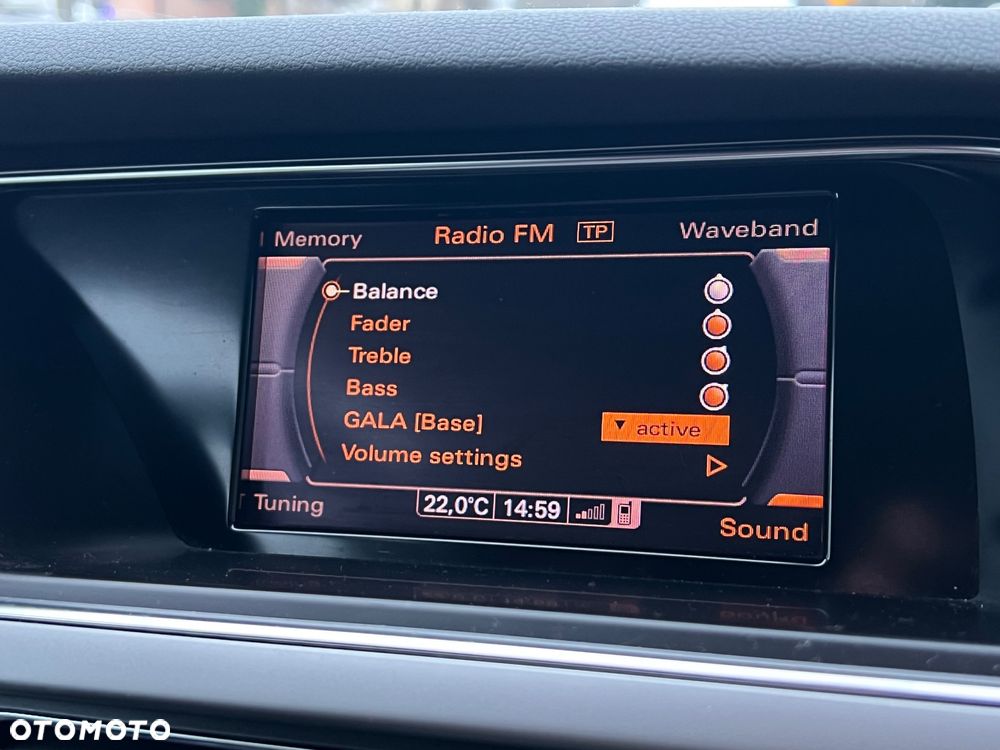 Memory Radio FM TP Waveband
Balance
Fader
Treble
Bass
GALA [Base] active
Volume settings
Tuning 22,0°C 14:59 Sound
OTOMOTO